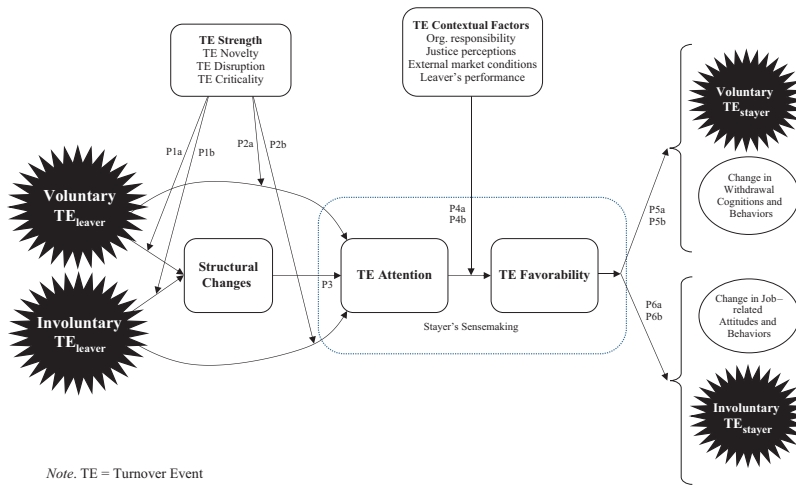 TE Strength
TE Novelty
TE Disruption
TE Criticality
TE Contextual Factors
Org. responsibility
Justice perceptions
External market conditions
Leaver's performance
P1a
P1b
P2a
P2b
Voluntary
TEleaver
Involuntary
TEleaver
Structural
Changes
P3
TE Attention
P4a
P4b
TE Favorability
Stayer's Sensemaking
P5a
P5b
P6a
P6b
Voluntary
TEstayer
Change in
Withdrawal
Cognitions and
Behaviors
Change in Job–
related
Attitudes and
Behaviors
Involuntary
TEstayer
Note. TE = Turnover Event